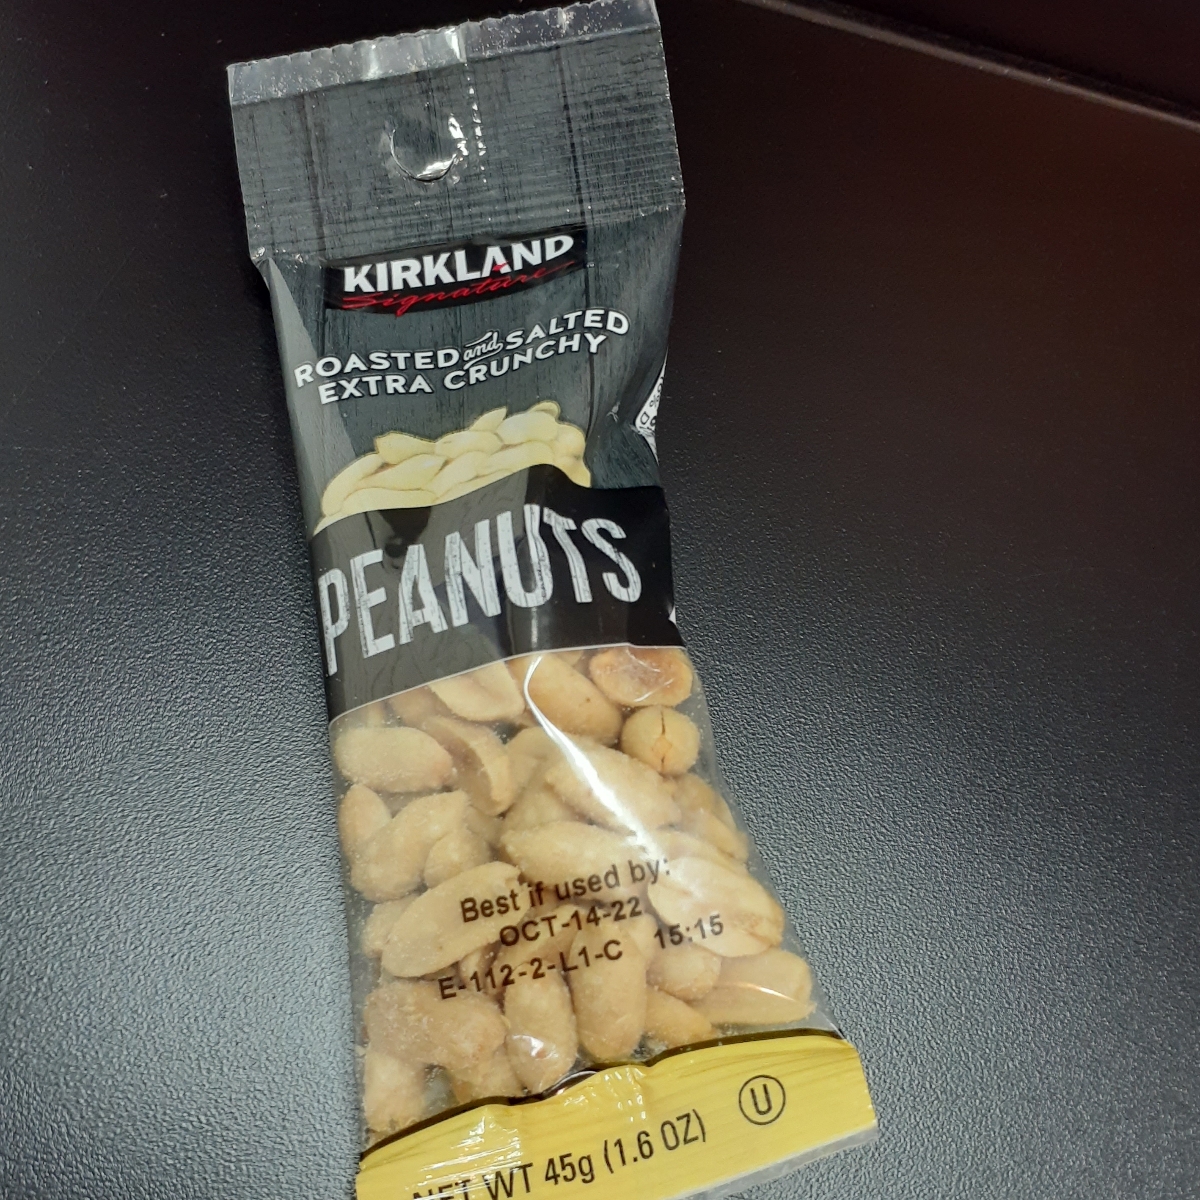 KIRKLAND
Signature
ROASTED and SALTED
EXTRA CRUNCHY
PEANUTS
Best if used by:
OCT-14-22
E-112-2-L1-C 15:15
NET WT 45g (1.6 OZ) U